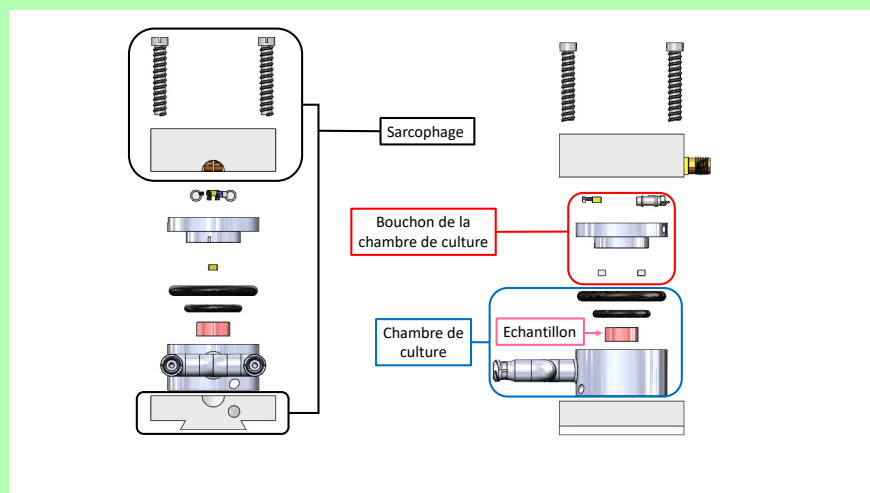 Sarcophage
Bouchon de la
chambre de culture
Chambre de
culture
Echantillon